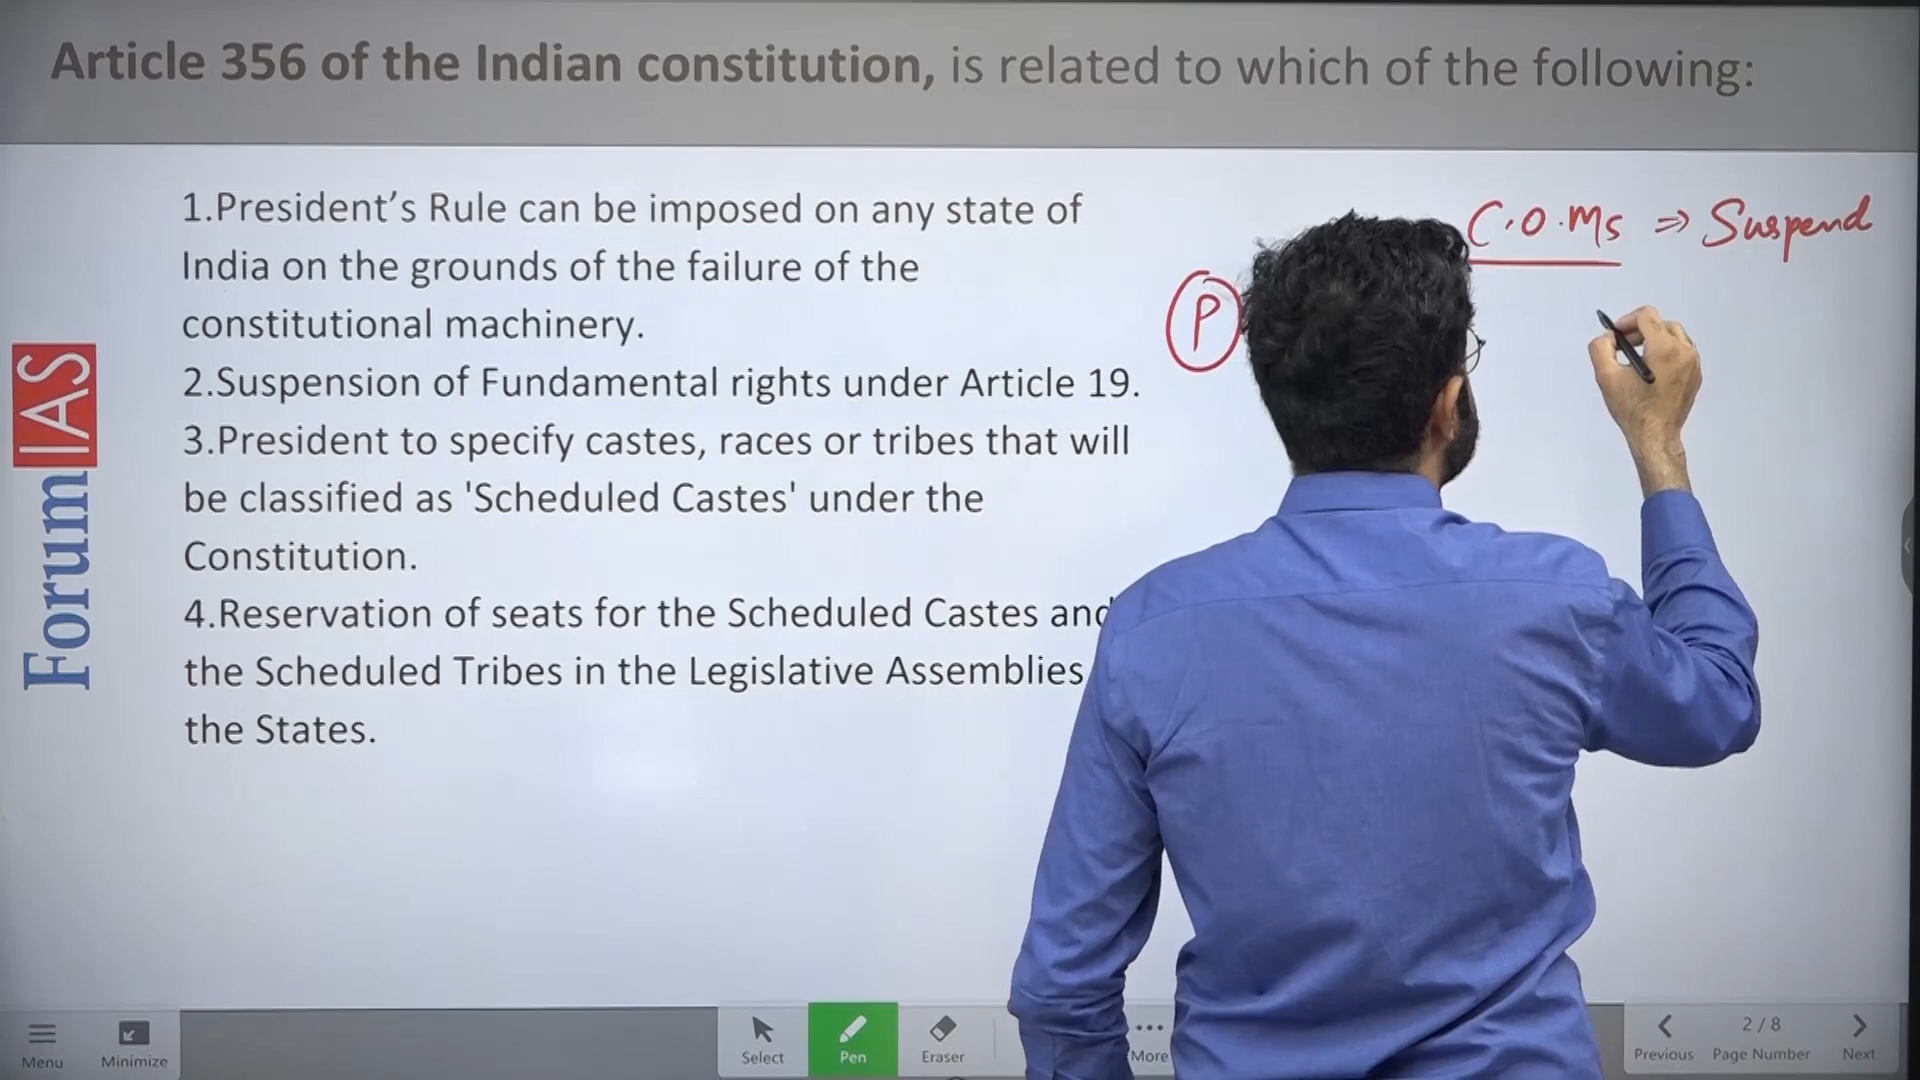 Article 356 of the Indian constitution, is related to which of the following:
1.President’s Rule can be imposed on any state of
India on the grounds of the failure of the
constitutional machinery.
2.Suspension of Fundamental rights under Article 19.
3.President to specify castes, races or tribes that will
be classified as 'Scheduled Castes' under the
Constitution.
4.Reservation of seats for the Scheduled Castes and
the Scheduled Tribes in the Legislative Assemblies
the States.
C.O.Ms ⇒ Suspend
P
ForumIAS
Menu
Minimize
Select
Pen
Eraser
More
Previous
2 / 8
Page Number
Next